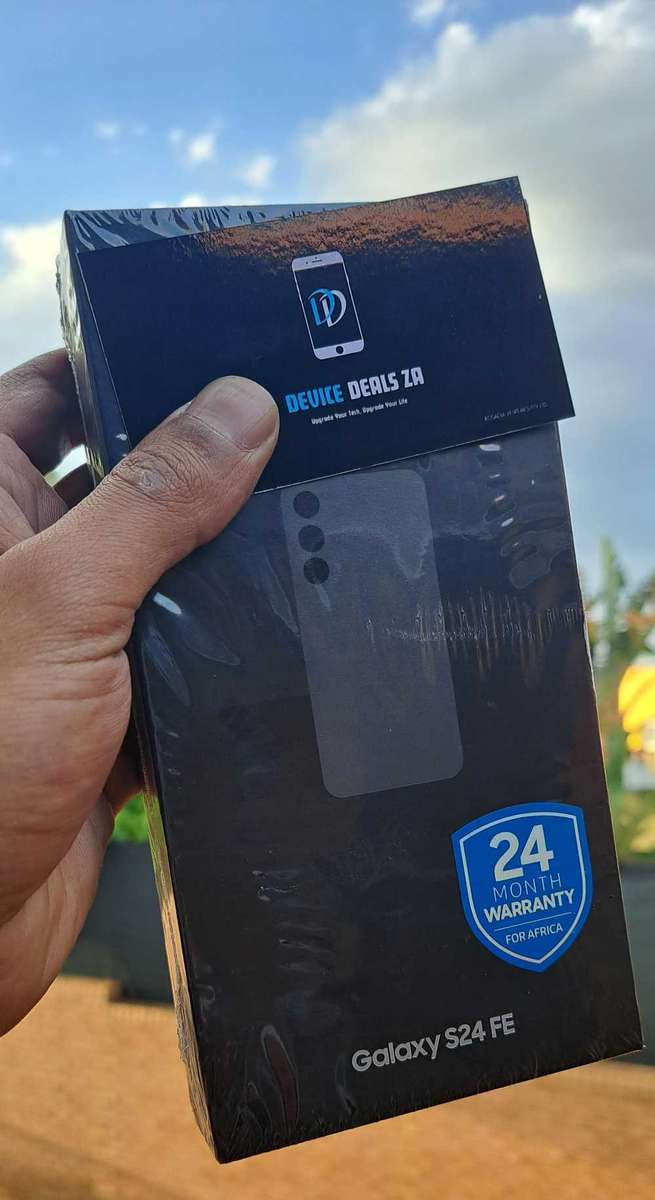 DEVICE DEALS ZA
Upgrade Your Tech, Upgrade Your Life
24
MONTH
WARRANTY
FOR AFRICA
Galaxy S24 FE